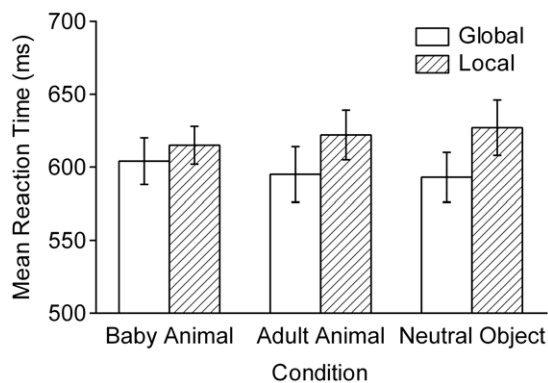 700
650
600
550
500
Mean Reaction Time (ms)
Global
Local
Baby Animal
Adult Animal
Neutral Object
Condition